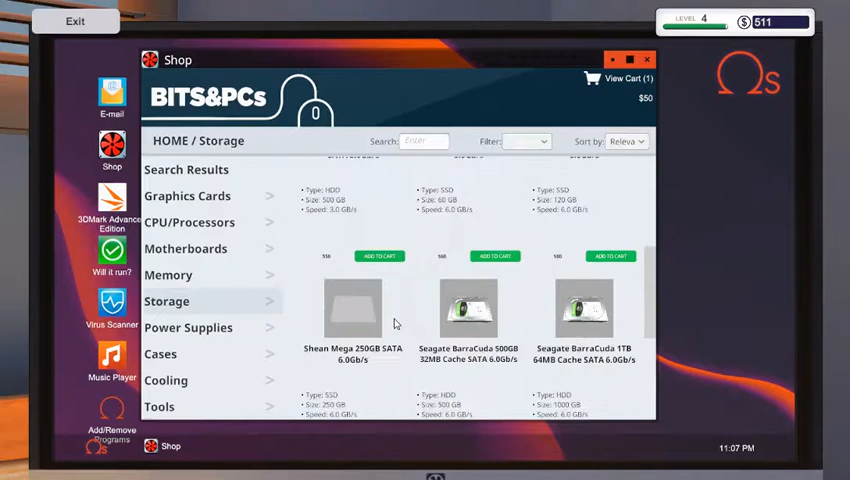 Exit
LEVEL 4
$ 511
Shop
BITS&PCs
View Cart (1)
$50
HOME / Storage
Search: Enter
Filter:
Sort by: Releva
E-mail
Shop
3DMark Advance
Edition
Will it run?
Virus Scanner
Music Player
Add/Remove
Programs
Search Results
Graphics Cards >
CPU/Processors >
Motherboards >
Memory >
Storage >
Power Supplies >
Cases >
Cooling >
Tools >
• Type: HDD
• Size: 500 GB
• Speed: 3.0 GB/s
• Type: SSD
• Size: 60 GB
• Speed: 6.0 GB/s
• Type: SSD
• Size: 120 GB
• Speed: 6.0 GB/s
ADD TO CART
ADD TO CART
ADD TO CART
Shean Mega 250GB SATA
6.0Gb/s
Seagate BarraCuda 500GB
32MB Cache SATA 6.0Gb/s
Seagate BarraCuda 1TB
64MB Cache SATA 6.0Gb/s
• Type: SSD
• Size: 250 GB
• Speed: 6.0 GB/s
• Type: HDD
• Size: 500 GB
• Speed: 6.0 GB/s
• Type: HDD
• Size: 1000 GB
• Speed: 6.0 GB/s
Shop
11:07 PM